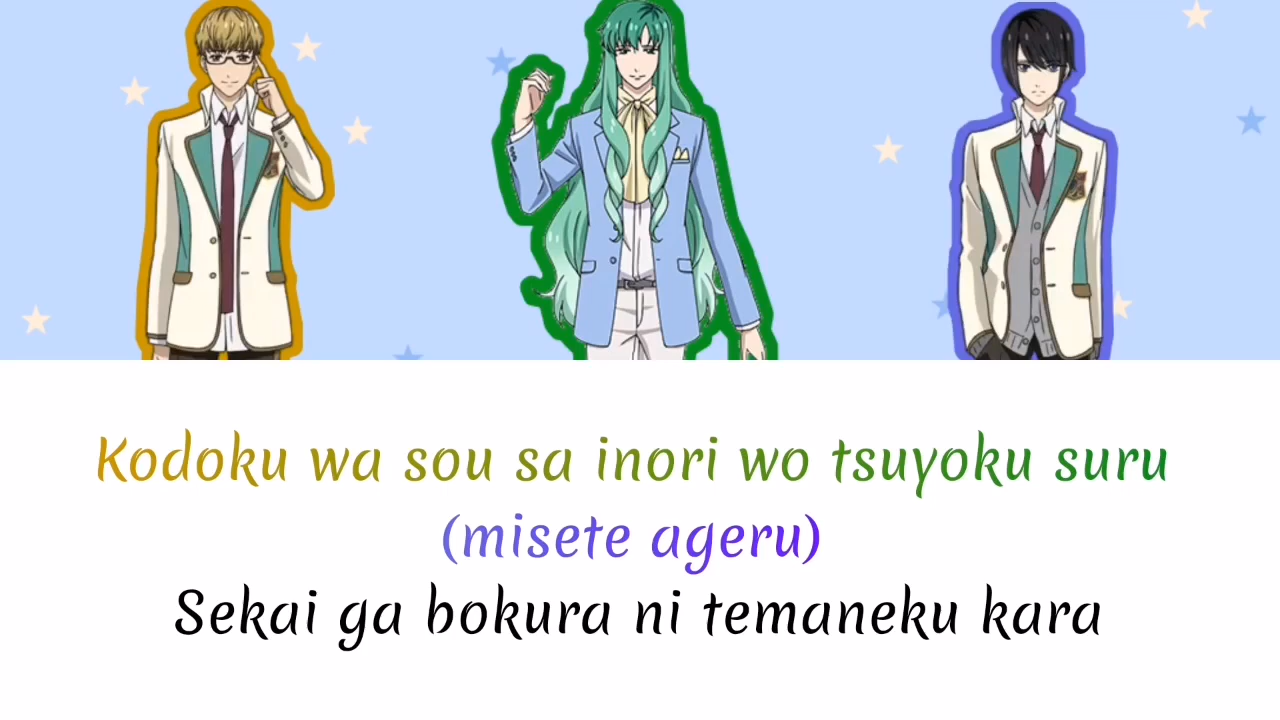 Kodoku wa sou sa inori wo tsuyoku suru
(misete ageru)
Sekai ga bokura ni temaneku kara